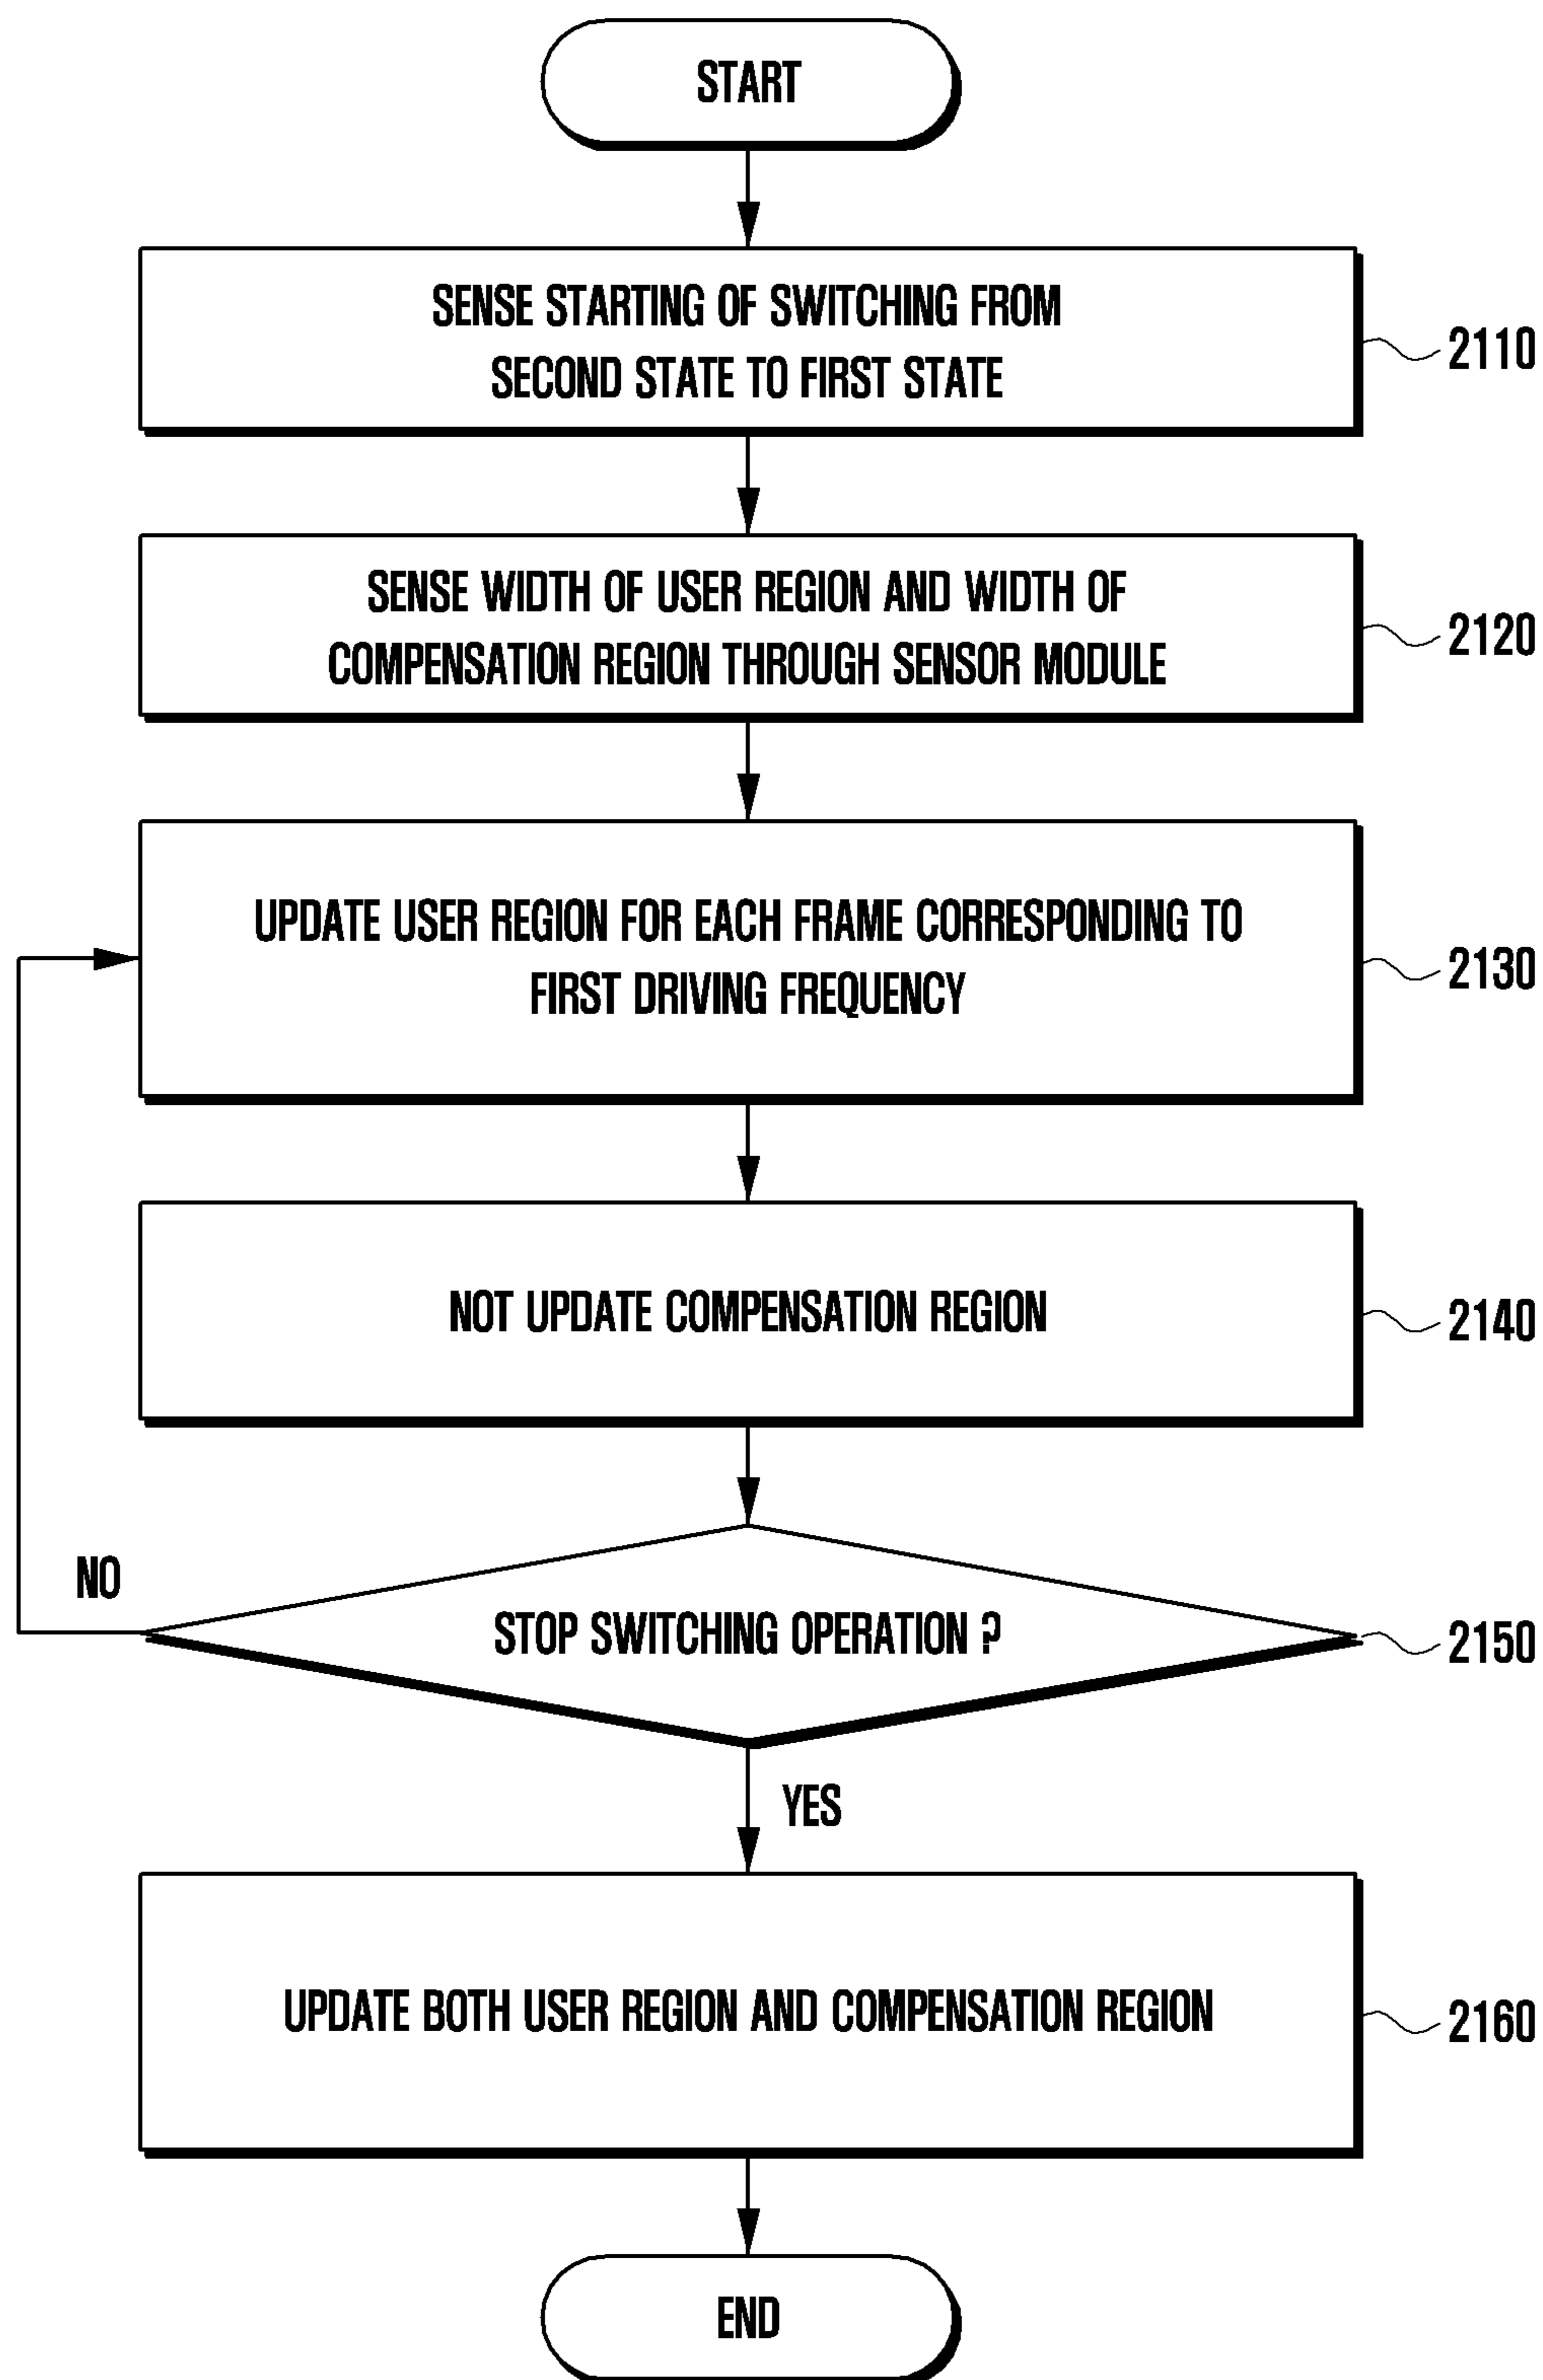 START
SENSE STARTING OF SWITCHING FROM
SECOND STATE TO FIRST STATE
2110
SENSE WIDTH OF USER REGION AND WIDTH OF
COMPENSATION REGION THROUGH SENSOR MODULE
2120
UPDATE USER REGION FOR EACH FRAME CORRESPONDING TO
FIRST DRIVING FREQUENCY
2130
NOT UPDATE COMPENSATION REGION
2140
NO
STOP SWITCHING OPERATION ?
2150
YES
UPDATE BOTH USER REGION AND COMPENSATION REGION
2160
END